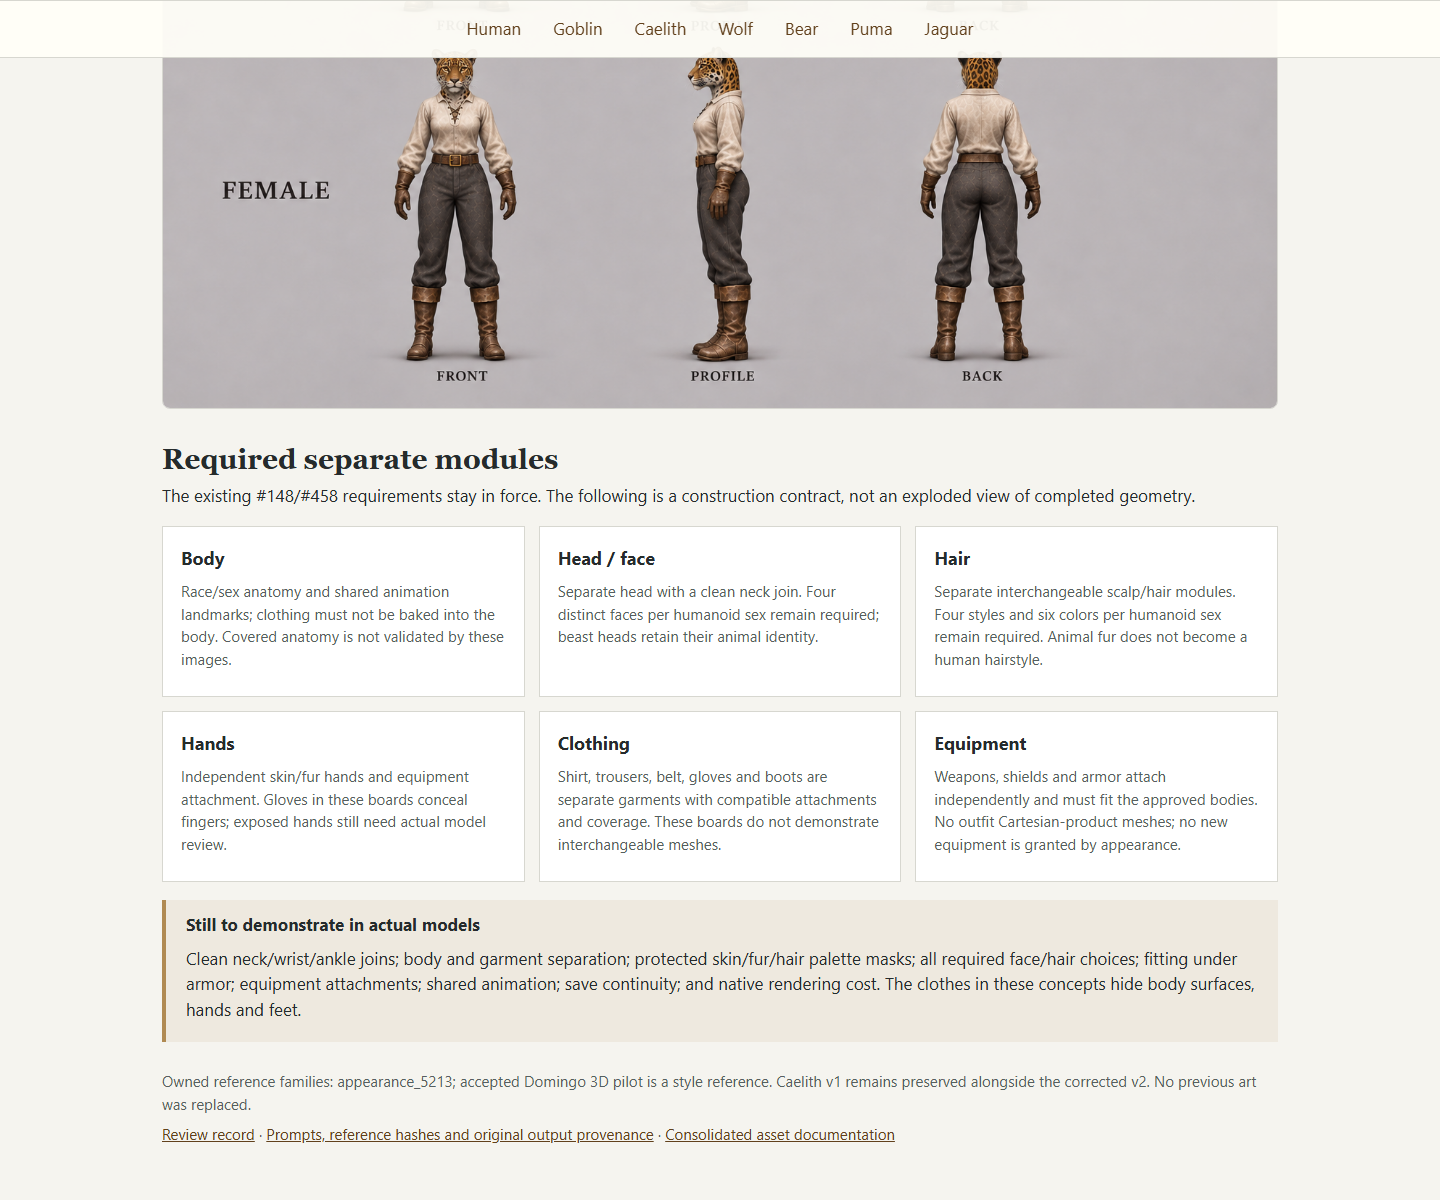 Human Goblin Caelith Wolf Bear Puma Jaguar
FEMALE
FRONT PROFILE BACK
Required separate modules
The existing #148/#458 requirements stay in force. The following is a construction contract, not an exploded view of completed geometry.
Body
Race/sex anatomy and shared animation
landmarks; clothing must not be baked into the
body. Covered anatomy is not validated by these
images.
Head / face
Separate head with a clean neck join. Four
distinct faces per humanoid sex remain required;
beast heads retain their animal identity.
Hair
Separate interchangeable scalp/hair modules.
Four styles and six colors per humanoid sex
remain required. Animal fur does not become a
human hairstyle.
Hands
Independent skin/fur hands and equipment
attachment. Gloves in these boards conceal
fingers; exposed hands still need actual model
review.
Clothing
Shirt, trousers, belt, gloves and boots are
separate garments with compatible attachments
and coverage. These boards do not demonstrate
interchangeable meshes.
Equipment
Weapons, shields and armor attach
independently and must fit the approved bodies.
No outfit Cartesian-product meshes; no new
equipment is granted by appearance.
Still to demonstrate in actual models
Clean neck/wrist/ankle joins; body and garment separation; protected skin/fur/hair palette masks; all required face/hair choices; fitting under
armor; equipment attachments; shared animation; save continuity; and native rendering cost. The clothes in these concepts hide body surfaces,
hands and feet.
Owned reference families: appearance_5213; accepted Domingo 3D pilot is a style reference. Caelith v1 remains preserved alongside the corrected v2. No previous art
was replaced.
Review record · Prompts, reference hashes and original output provenance · Consolidated asset documentation